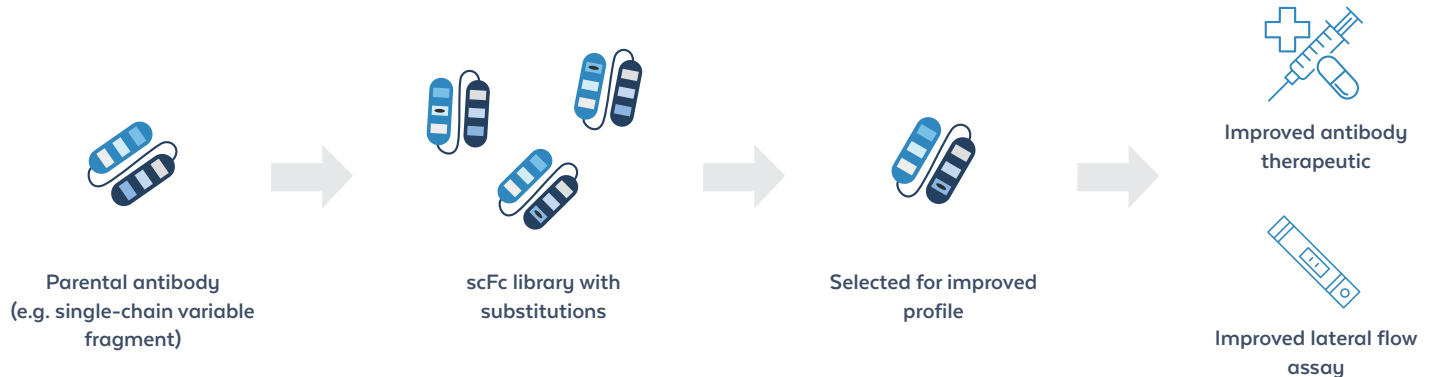 Parental antibody
(e.g. single-chain variable
fragment)
scFc library with
substitutions
Selected for improved
profile
Improved antibody
therapeutic
Improved lateral flow
assay